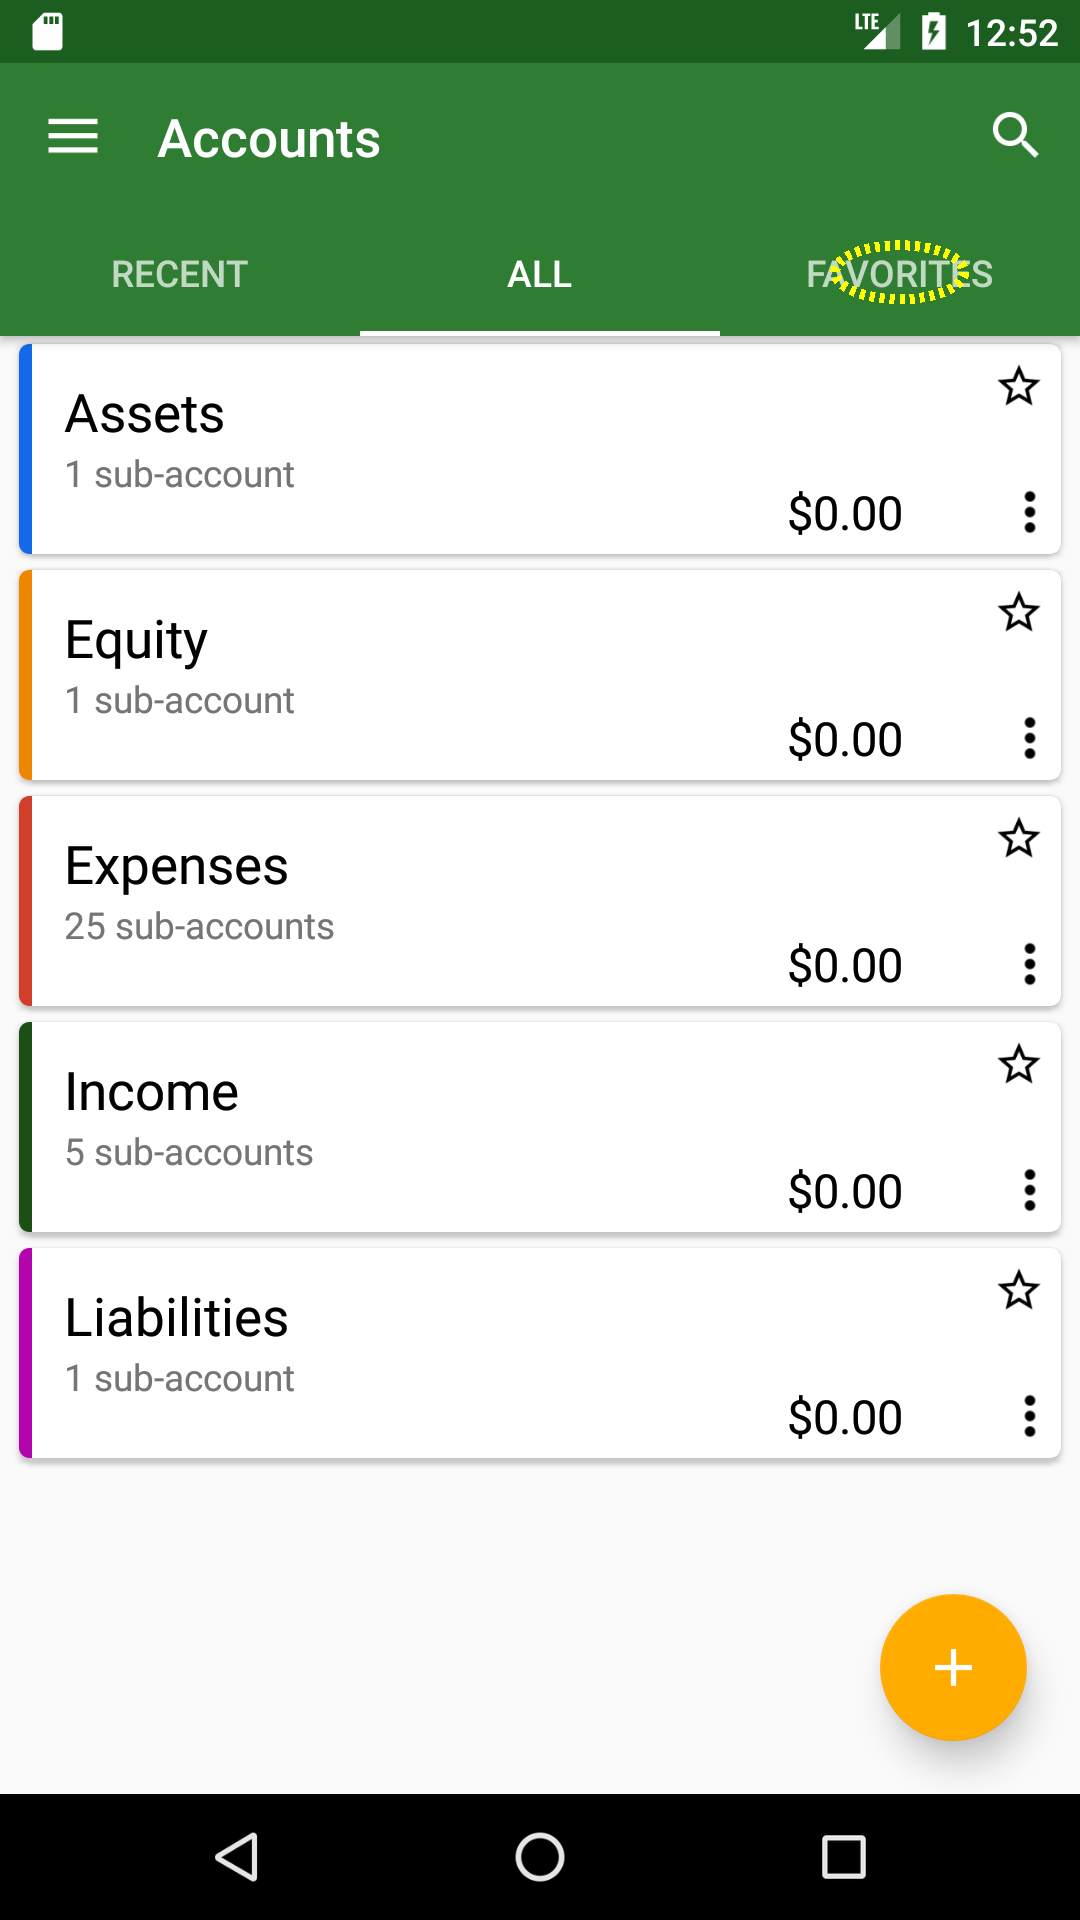 LTE 12:52
Accounts
RECENT ALL FAVORITES
Assets
1 sub-account
$0.00
Equity
1 sub-account
$0.00
Expenses
25 sub-accounts
$0.00
Income
5 sub-accounts
$0.00
Liabilities
1 sub-account
$0.00